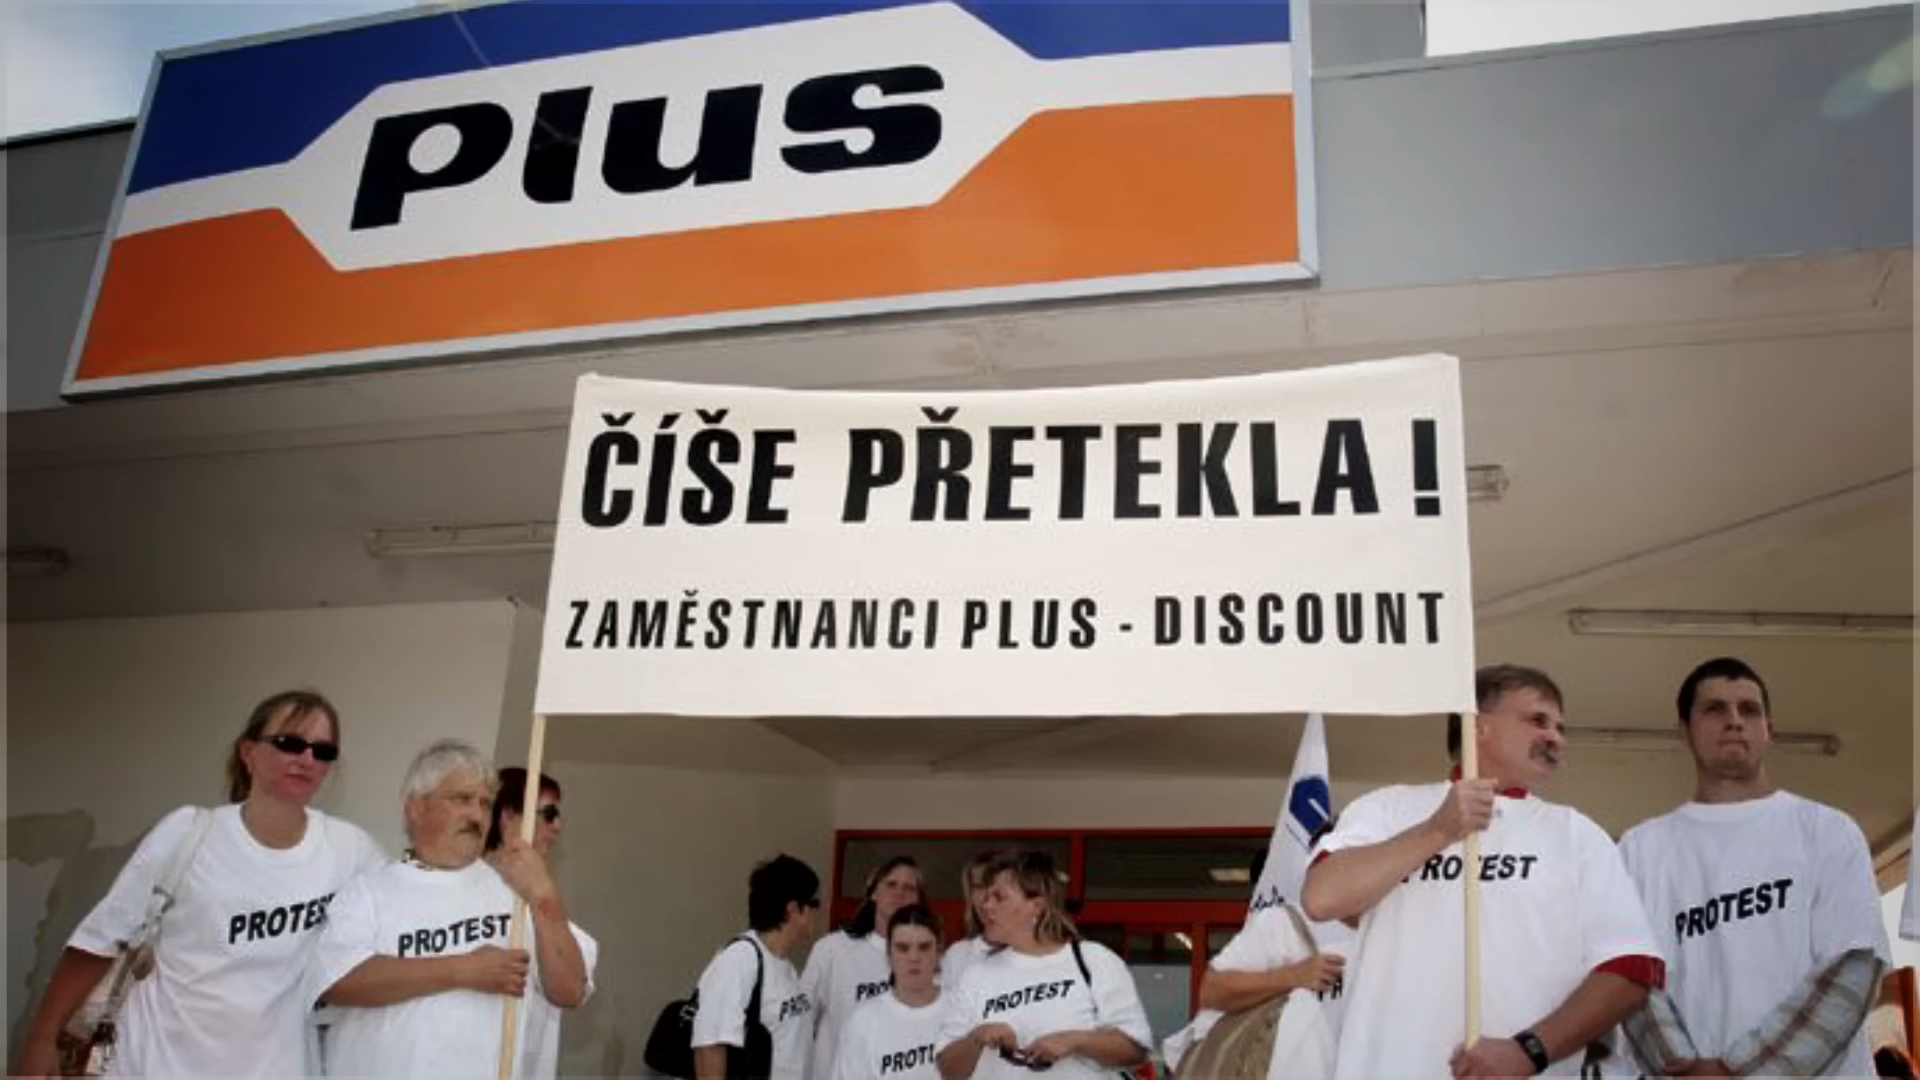 plus
ČÍŠE PŘETEKLA!
ZAMĚSTNANCI PLUS - DISCOUNT
PROTEST
PROTEST
PROTEST
PROTEST
PROTEST